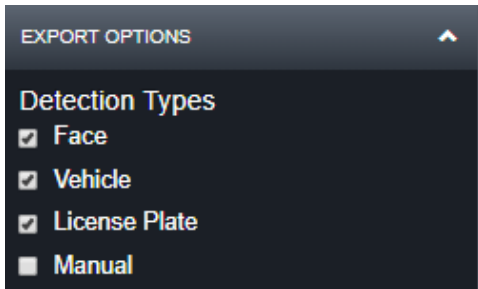 EXPORT OPTIONS
Detection Types
Face
Vehicle
License Plate
Manual